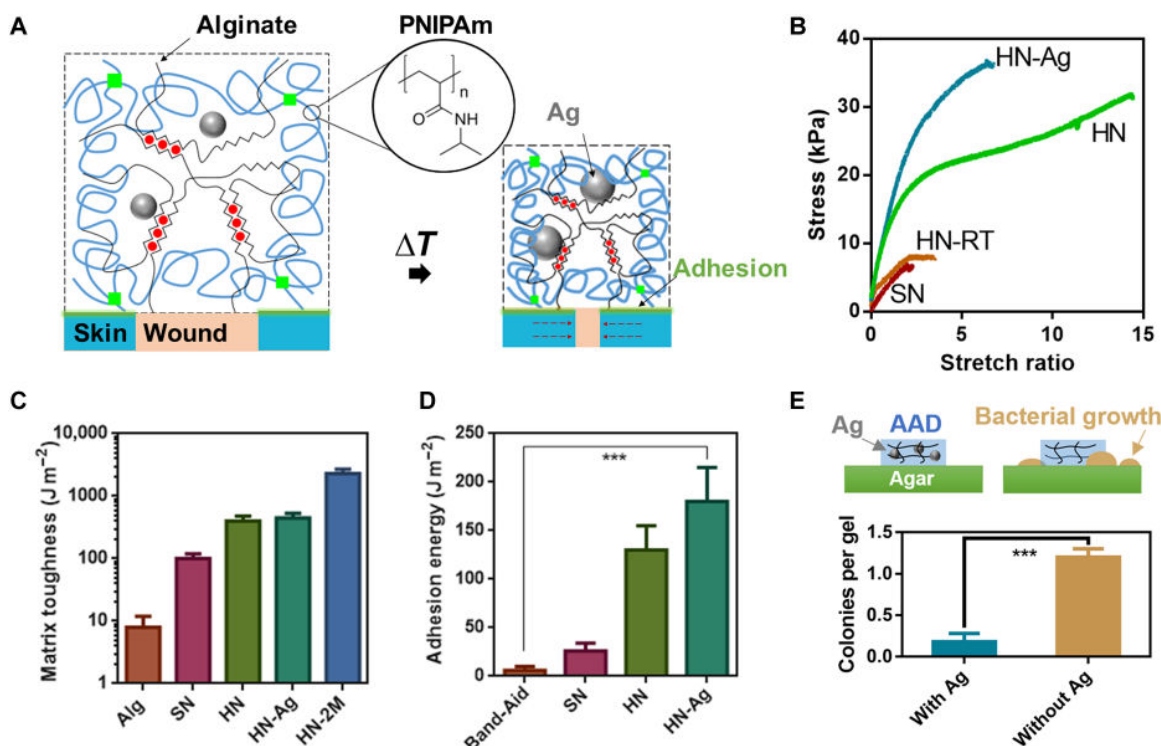 A
Alginate
PNIPAm
n
O
NH
Ag
ΔT
Adhesion
Skin Wound
B
Stress (kPa)
40
30
20
10
0
HN-Ag
HN
HN-RT
SN
0 5 10 15
Stretch ratio
C
Matrix toughness (J m−2)
10,000
1000
100
10
1
Alg SN HN HN-Ag HN-2M
D
Adhesion energy (J m−2)
250
200
150
100
50
0
***
Band-Aid SN HN HN-Ag
E
Ag AAD Bacterial growth
Agar
Colonies per gel
1.5
1.0
0.5
0.0
***
With Ag Without Ag